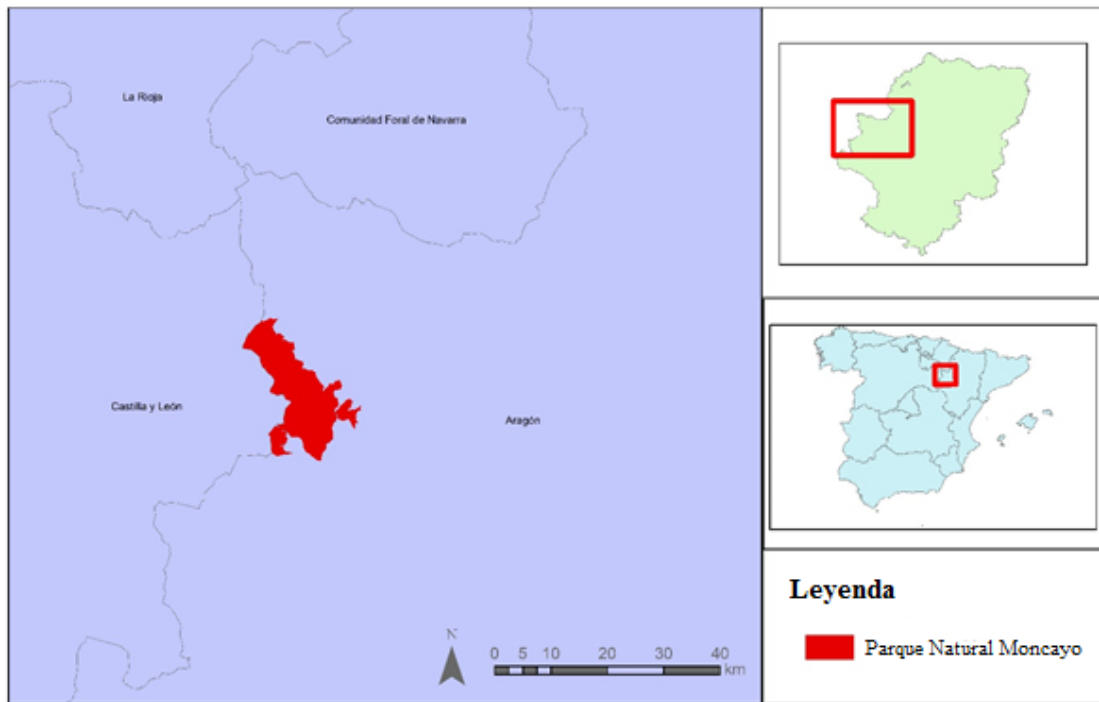 La Rioja
Comunidad Foral de Navarra
Castilla y León
Aragón
N
0 5 10 20 30 40
km
Leyenda
Parque Natural Moncayo